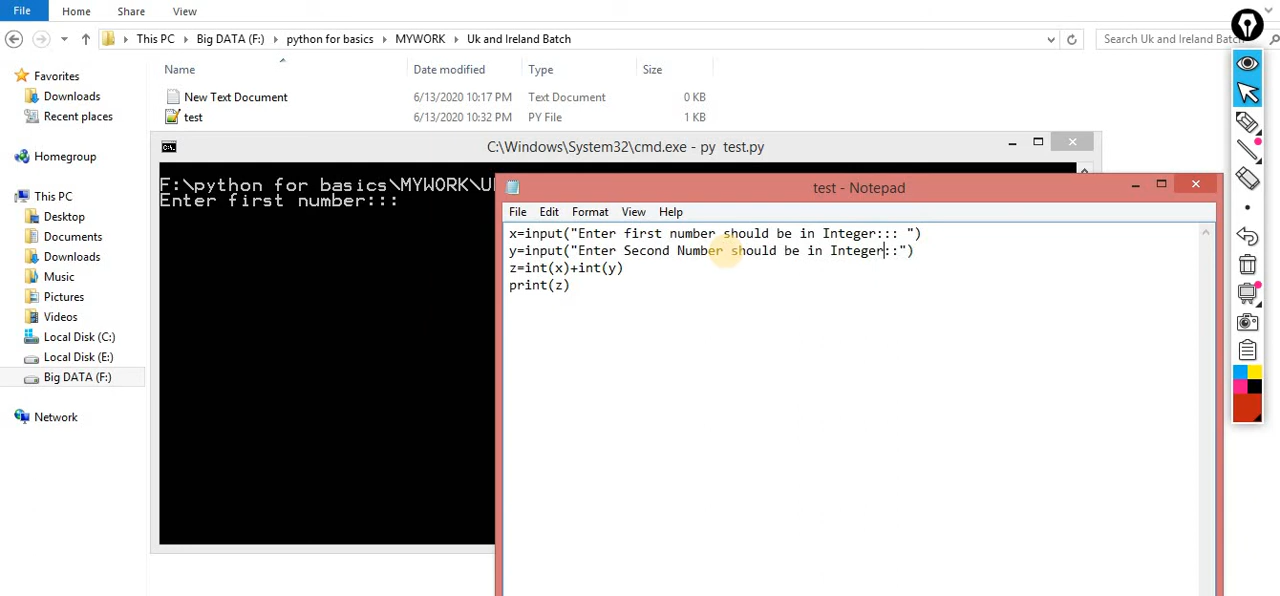 File Home Share View
This PC Big DATA (F:) python for basics MYWORK Uk and Ireland Batch
Search Uk and Ireland Batch
Name Date modified Type Size
New Text Document 6/13/2020 10:17 PM Text Document 0 KB
test 6/13/2020 10:32 PM PY File 1 KB
Favorites
Downloads
Recent places
Homegroup
This PC
Desktop
Documents
Downloads
Music
Pictures
Videos
Local Disk (C:)
Local Disk (E:)
Big DATA (F:)
Network
C:\Windows\System32\cmd.exe - py test.py
F:\python for basics\MYWORK\U
Enter first number:::
test - Notepad
File Edit Format View Help
x=input("Enter first number should be in Integer::: ")
y=input("Enter Second Number should be in Integer::")
z=int(x)+int(y)
print(z)